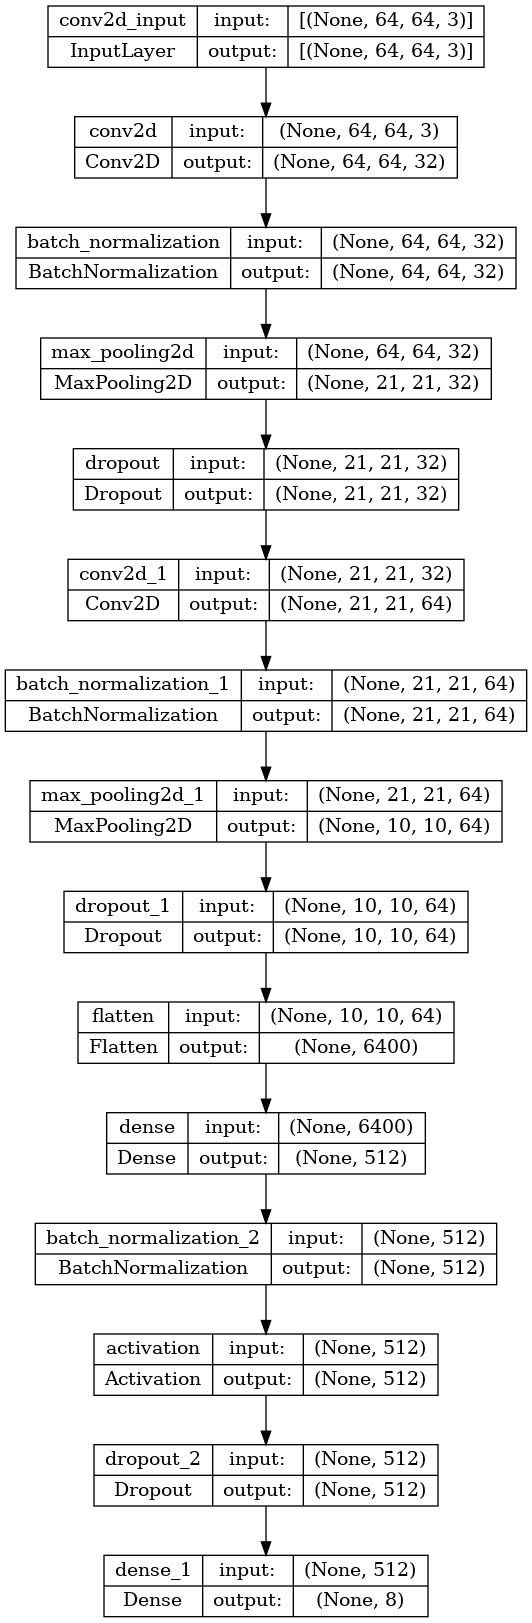 conv2d_input input: [(None, 64, 64, 3)]
InputLayer output: [(None, 64, 64, 3)]
conv2d input: (None, 64, 64, 3)
Conv2D output: (None, 64, 64, 32)
batch_normalization input: (None, 64, 64, 32)
BatchNormalization output: (None, 64, 64, 32)
max_pooling2d input: (None, 64, 64, 32)
MaxPooling2D output: (None, 21, 21, 32)
dropout input: (None, 21, 21, 32)
Dropout output: (None, 21, 21, 32)
conv2d_1 input: (None, 21, 21, 32)
Conv2D output: (None, 21, 21, 64)
batch_normalization_1 input: (None, 21, 21, 64)
BatchNormalization output: (None, 21, 21, 64)
max_pooling2d_1 input: (None, 21, 21, 64)
MaxPooling2D output: (None, 10, 10, 64)
dropout_1 input: (None, 10, 10, 64)
Dropout output: (None, 10, 10, 64)
flatten input: (None, 10, 10, 64)
Flatten output: (None, 6400)
dense input: (None, 6400)
Dense output: (None, 512)
batch_normalization_2 input: (None, 512)
BatchNormalization output: (None, 512)
activation input: (None, 512)
Activation output: (None, 512)
dropout_2 input: (None, 512)
Dropout output: (None, 512)
dense_1 input: (None, 512)
Dense output: (None, 8)